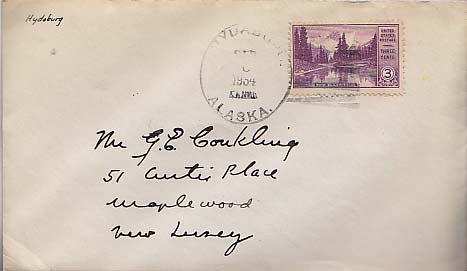 Hydaburg
HYDABURG
1934
ALASKA.
UNITED
STATES
POSTAGE
THREE
CENTS
3
Mr G.E. Conkling
51 Curtis Place
Maplewood
New Jersey